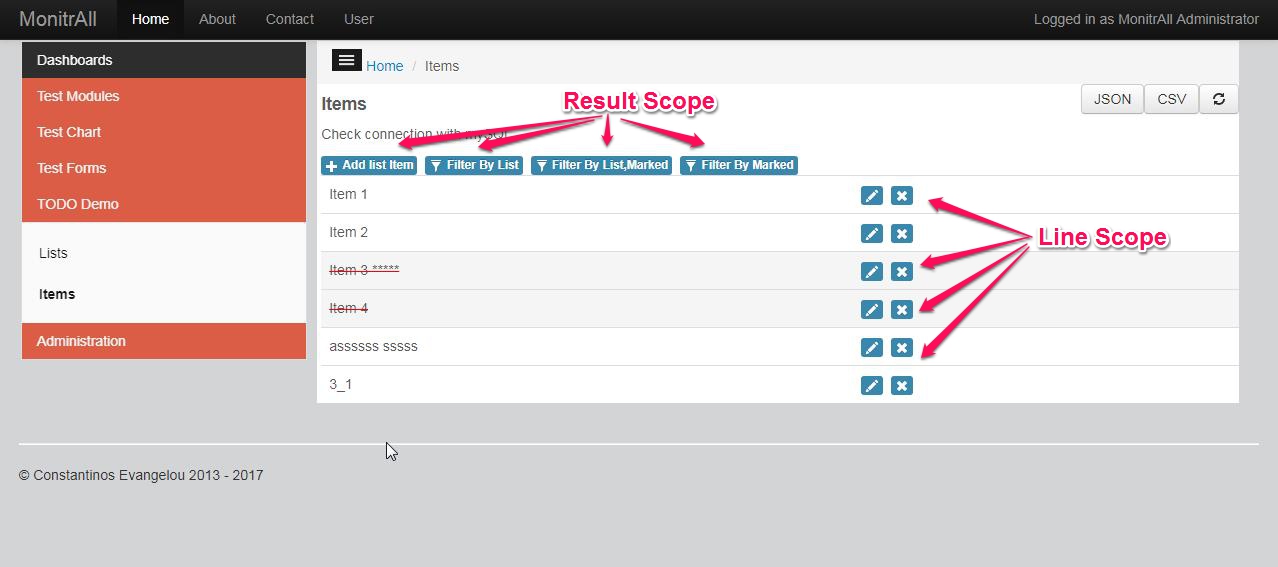 MonitrAll Home About Contact User Logged in as MonitrAll Administrator
Dashboards
Test Modules
Test Chart
Test Forms
TODO Demo
Lists
Items
Administration
Home / Items
Items
JSON CSV
Result Scope
Check connection with mySQL
Add list Item Filter By List Filter By List,Marked Filter By Marked
Item 1
Item 2
Item 3 *****
Item 4
assssss sssss
3_1
Line Scope
© Constantinos Evangelou 2013 - 2017